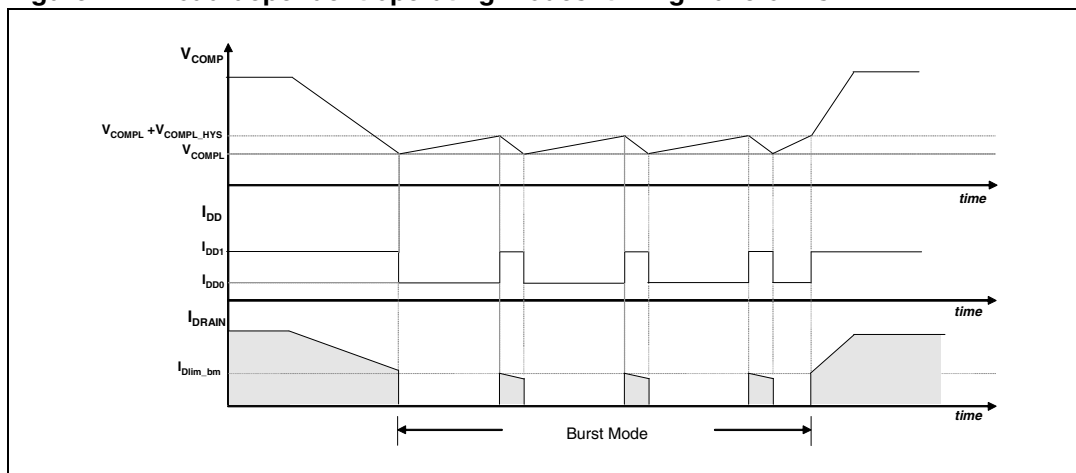 V_COMP
V_COMPL +V_COMPL_HYS
V_COMPL
time
I_DD
I_DD1
I_DD0
time
I_DRAIN
I_Dlim_bm
time
Burst Mode